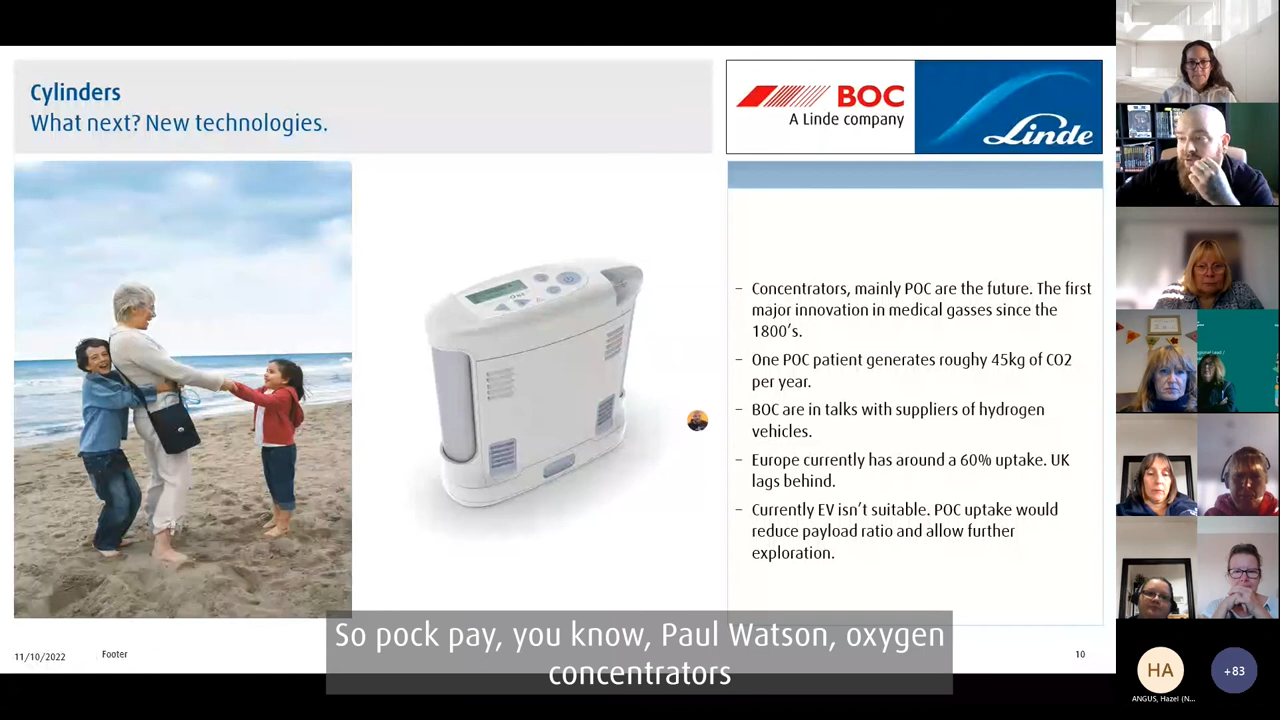 Cylinders
What next? New technologies.
BOC
A Linde company
Linde
– Concentrators, mainly POC are the future. The first
major innovation in medical gasses since the
1800's.
– One POC patient generates roughy 45kg of CO2
per year.
– BOC are in talks with suppliers of hydrogen
vehicles.
– Europe currently has around a 60% uptake. UK
lags behind.
– Currently EV isn't suitable. POC uptake would
reduce payload ratio and allow further
exploration.
So pock pay, you know, Paul Watson, oxygen
concentrators
11/10/2022
Footer
10
HA
+83
ANGUS, Hazel (N...